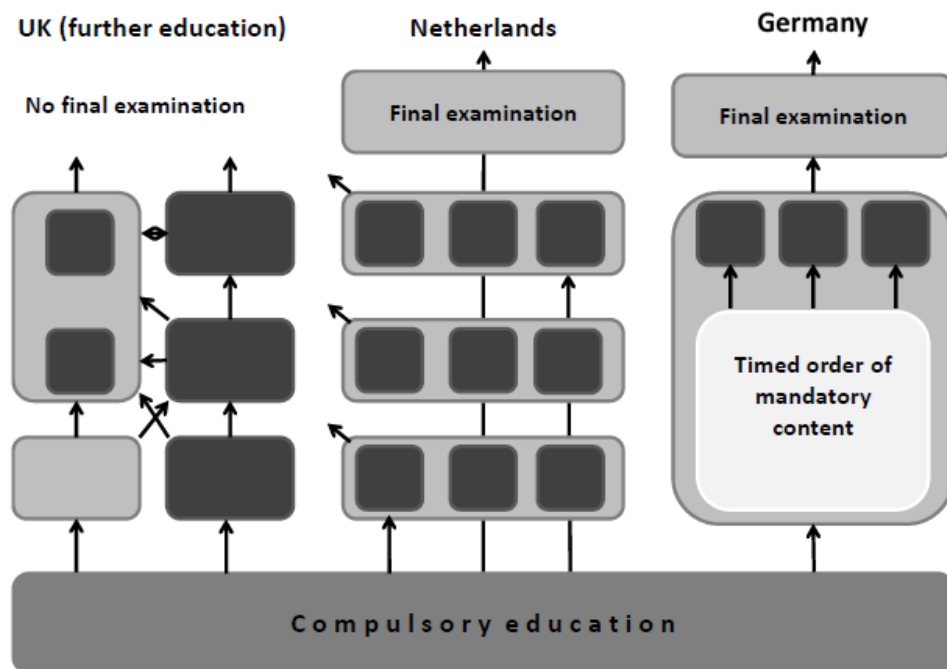 UK (further education)
Netherlands
Germany
No final examination
Final examination
Final examination
Timed order of
mandatory
content
Compulsory education